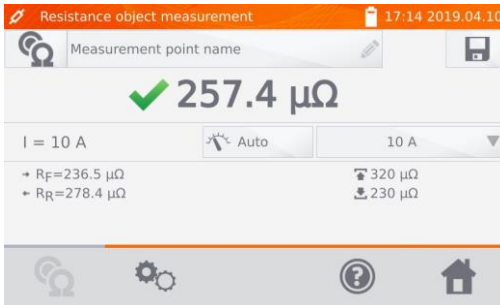 Resistance object measurement 17:14 2019.04.10
Measurement point name
257.4 µΩ
I = 10 A Auto 10 A
RF=236.5 µΩ 320 µΩ
RR=278.4 µΩ 230 µΩ